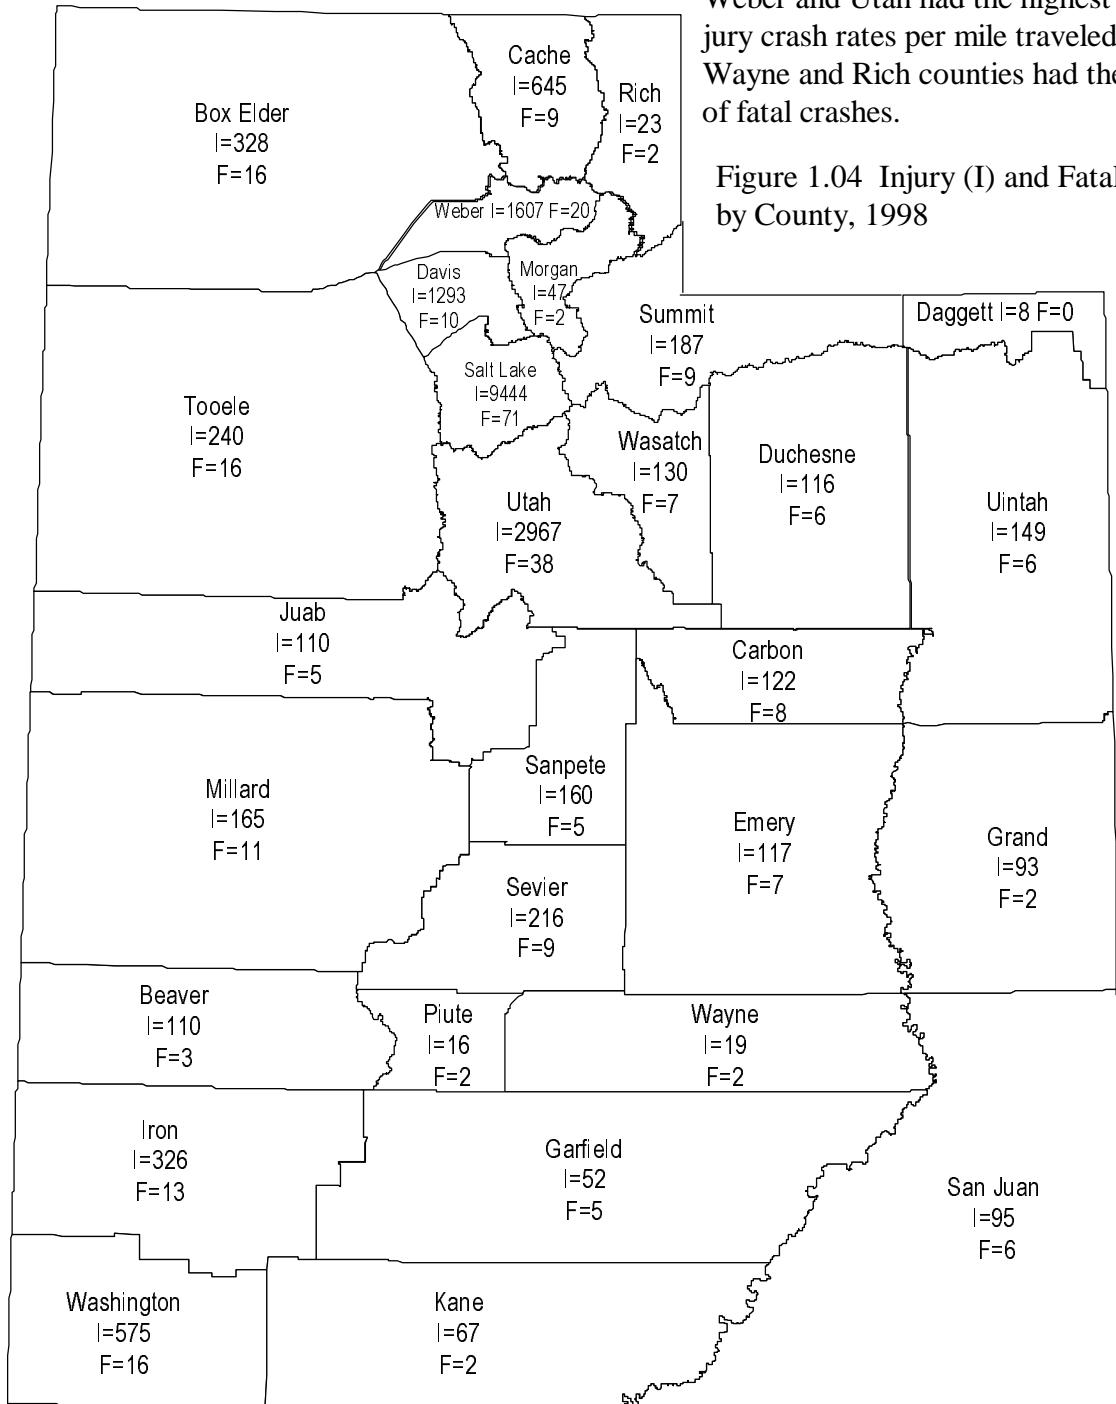 Weber and Utah had the highest
jury crash rates per mile traveled
Wayne and Rich counties had the
of fatal crashes.
Figure 1.04 Injury (I) and Fatal
by County, 1998
Cache
I=645
F=9
Rich
I=23
F=2
Box Elder
I=328
F=16
Weber I=1607 F=20
Davis
I=1293
F=10
Morgan
I=47
F=2
Summit
I=187
F=9
Daggett I=8 F=0
Salt Lake
I=9444
F=71
Tooele
I=240
F=16
Wasatch
I=130
F=7
Duchesne
I=116
F=6
Uintah
I=149
F=6
Utah
I=2967
F=38
Juab
I=110
F=5
Carbon
I=122
F=8
Sanpete
I=160
F=5
Millard
I=165
F=11
Emery
I=117
F=7
Grand
I=93
F=2
Sevier
I=216
F=9
Beaver
I=110
F=3
Piute
I=16
F=2
Wayne
I=19
F=2
Iron
I=326
F=13
Garfield
I=52
F=5
San Juan
I=95
F=6
Washington
I=575
F=16
Kane
I=67
F=2